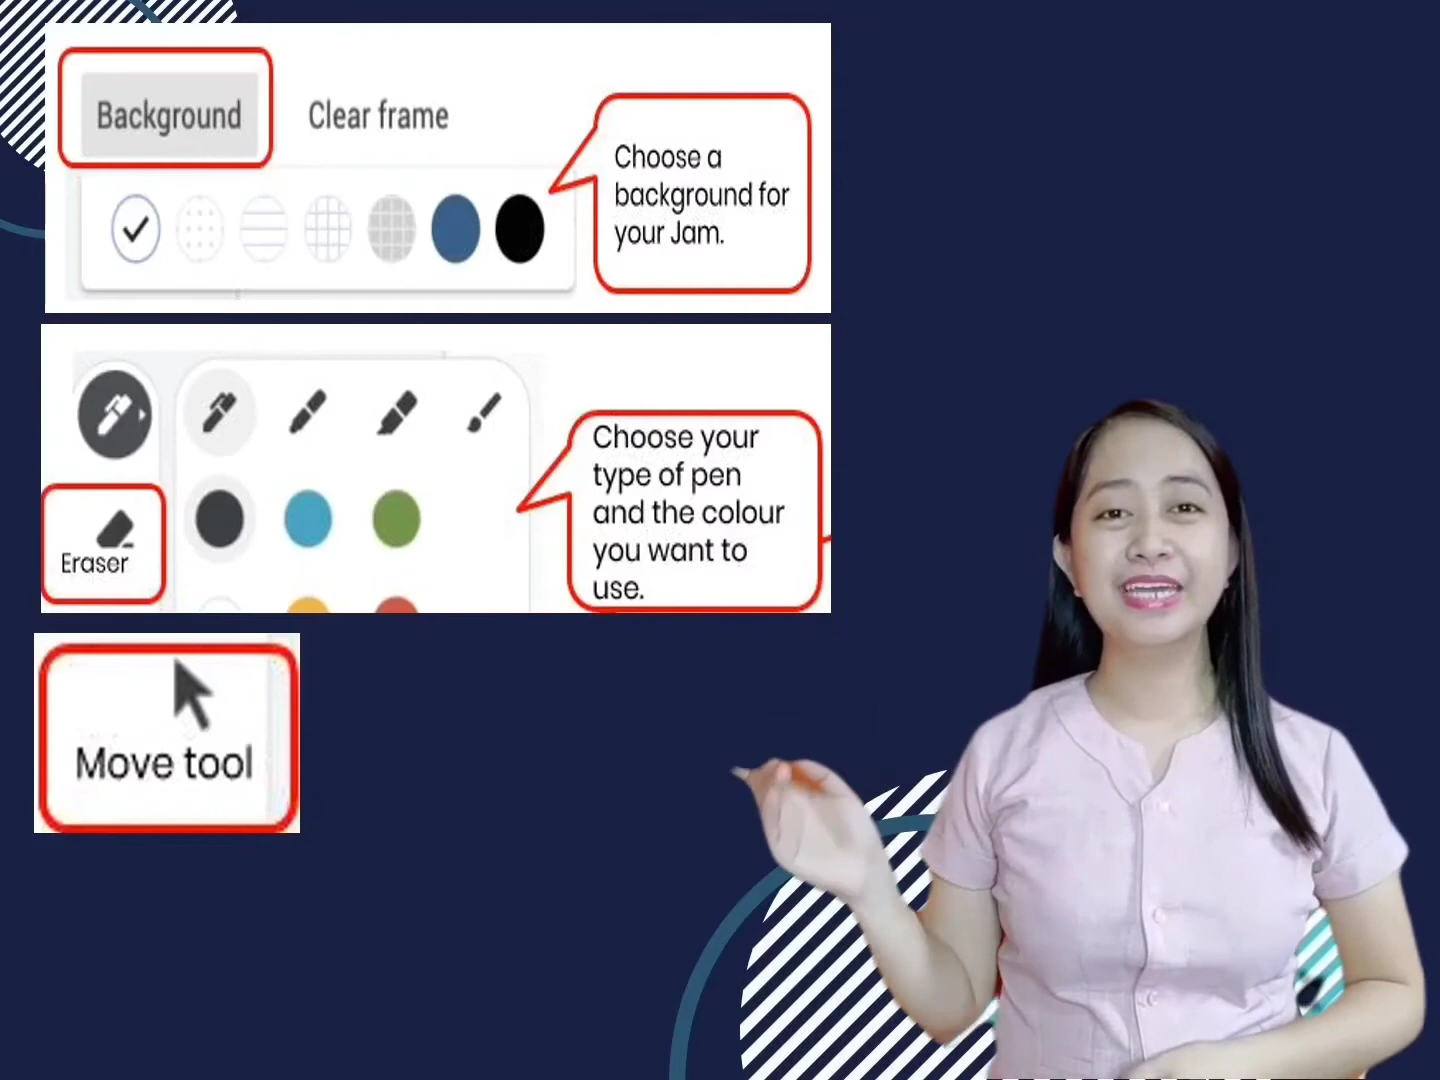 Background
Clear frame
Choose a
background for
your Jam.
Eraser
Choose your
type of pen
and the colour
you want to
use.
Move tool